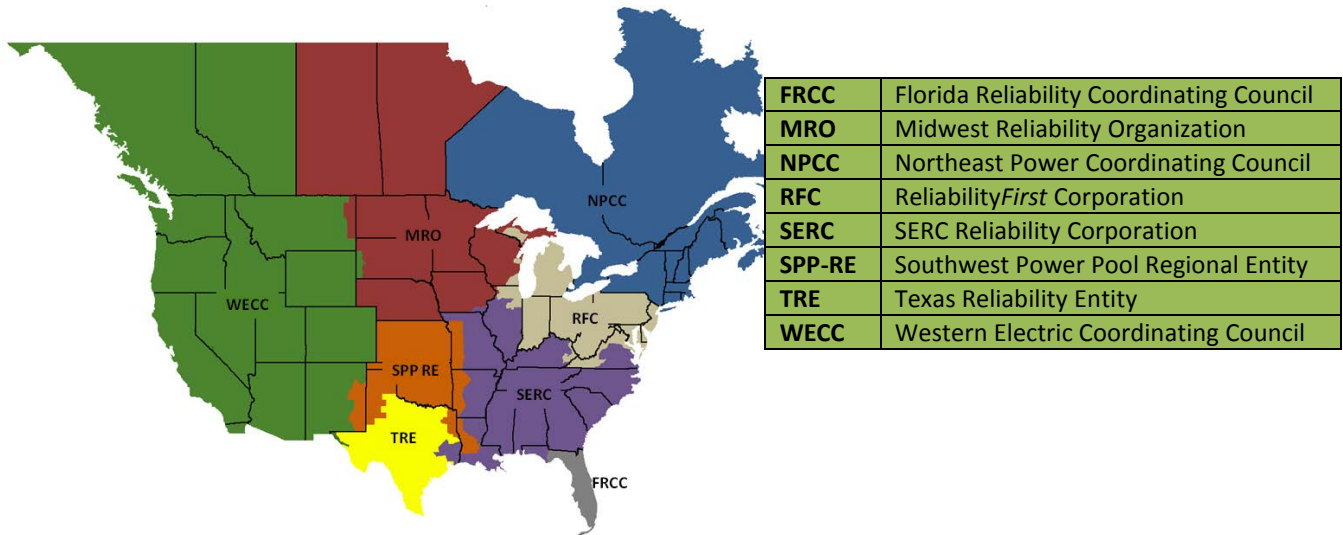 NPCC
MRO
WECC
RFC
SPP RE
SERC
TRE
FRCC
FRCC Florida Reliability Coordinating Council
MRO Midwest Reliability Organization
NPCC Northeast Power Coordinating Council
RFC ReliabilityFirst Corporation
SERC SERC Reliability Corporation
SPP-RE Southwest Power Pool Regional Entity
TRE Texas Reliability Entity
WECC Western Electric Coordinating Council